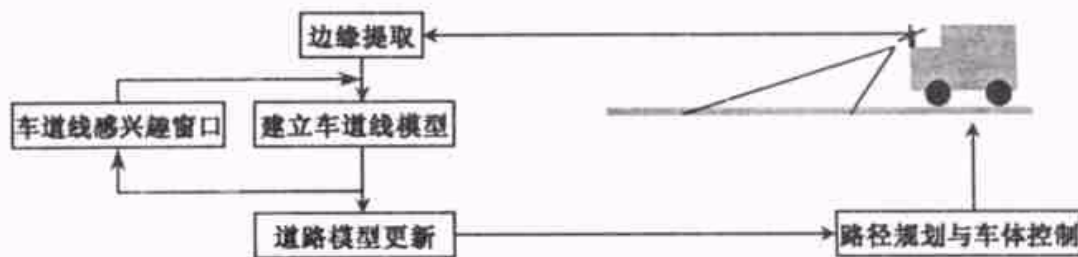 边缘提取
车道线感兴趣窗口
建立车道线模型
道路模型更新
路径规划与车体控制